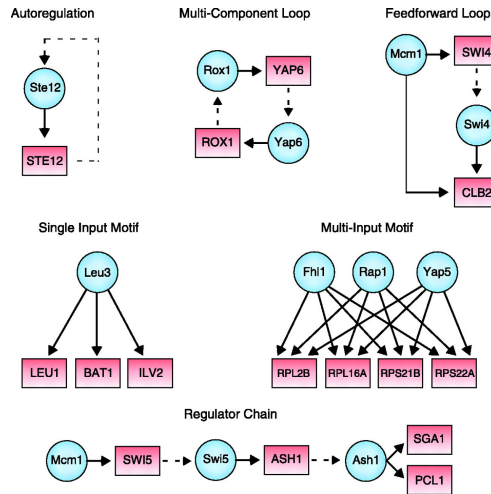 Autoregulation
Multi-Component Loop
Feedforward Loop
Ste12
STE12
Rox1
YAP6
ROX1
Yap6
Mcm1
SWI4
Swi4
CLB2
Single Input Motif
Multi-Input Motif
Leu3
LEU1 BAT1 ILV2
Fhl1 Rap1 Yap5
RPL2B RPL16A RPS21B RPS22A
Regulator Chain
Mcm1 SWI5 Swi5 ASH1 Ash1
SGA1
PCL1